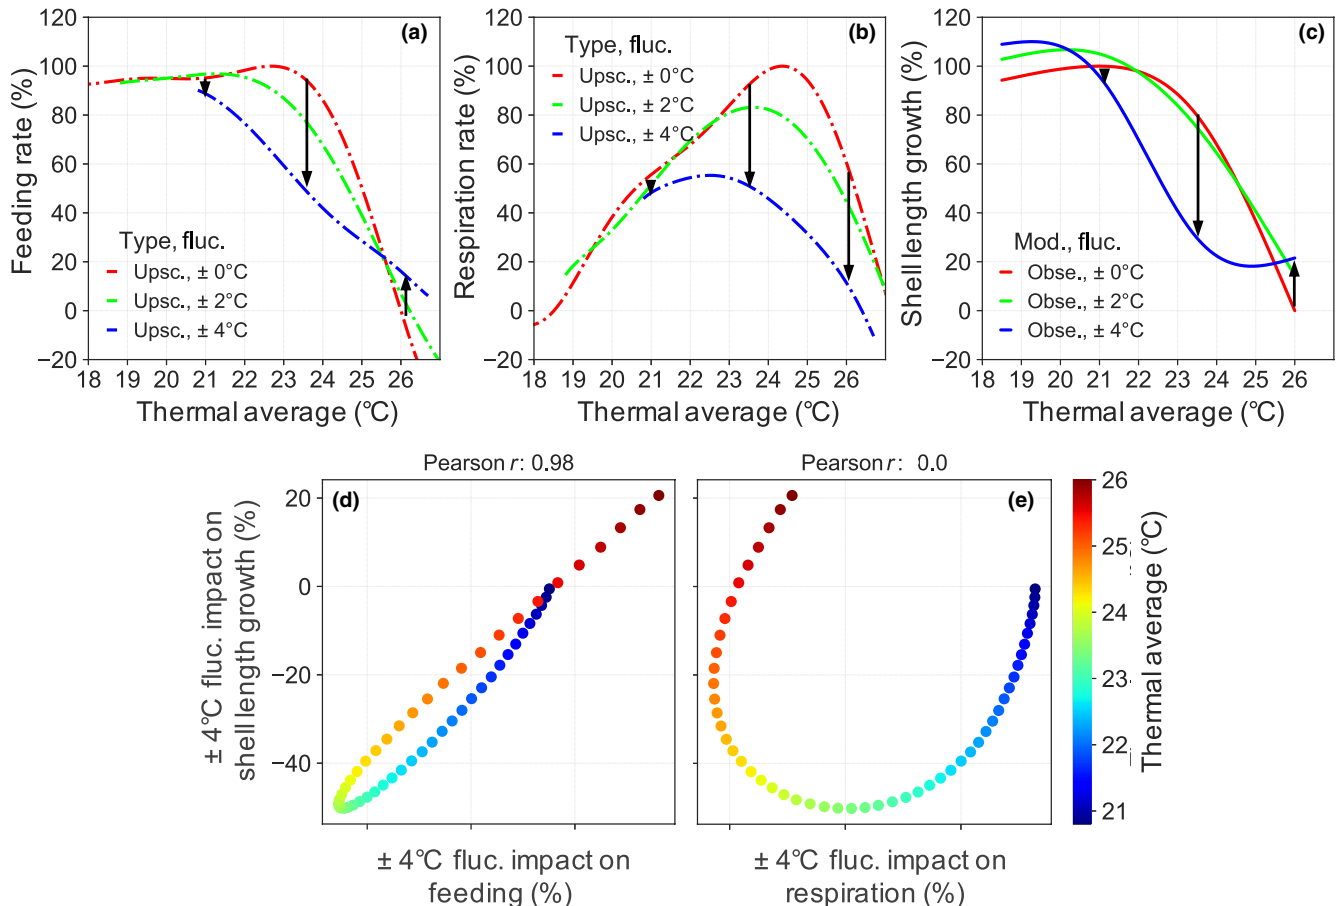 (a)
120
100
80
60
40
20
0
−20
18 19 20 21 22 23 24 25 26
Feeding rate (%)
Thermal average (°C)
Type, fluc.
Upsc., ± 0°C
Upsc., ± 2°C
Upsc., ± 4°C
(b)
120
100
80
60
40
20
0
−20
18 19 20 21 22 23 24 25 26
Respiration rate (%)
Thermal average (°C)
Type, fluc.
Upsc., ± 0°C
Upsc., ± 2°C
Upsc., ± 4°C
(c)
120
100
80
60
40
20
0
−20
18 19 20 21 22 23 24 25 26
Shell length growth (%)
Thermal average (°C)
Mod., fluc.
Obse., ± 0°C
Obse., ± 2°C
Obse., ± 4°C
Pearson r: 0.98
(d)
20
0
−20
−40
± 4°C fluc. impact on
shell length growth (%)
± 4°C fluc. impact on
feeding (%)
Pearson r: 0.0
(e)
± 4°C fluc. impact on
respiration (%)
26
25
24
23
22
21
Thermal average (°C)